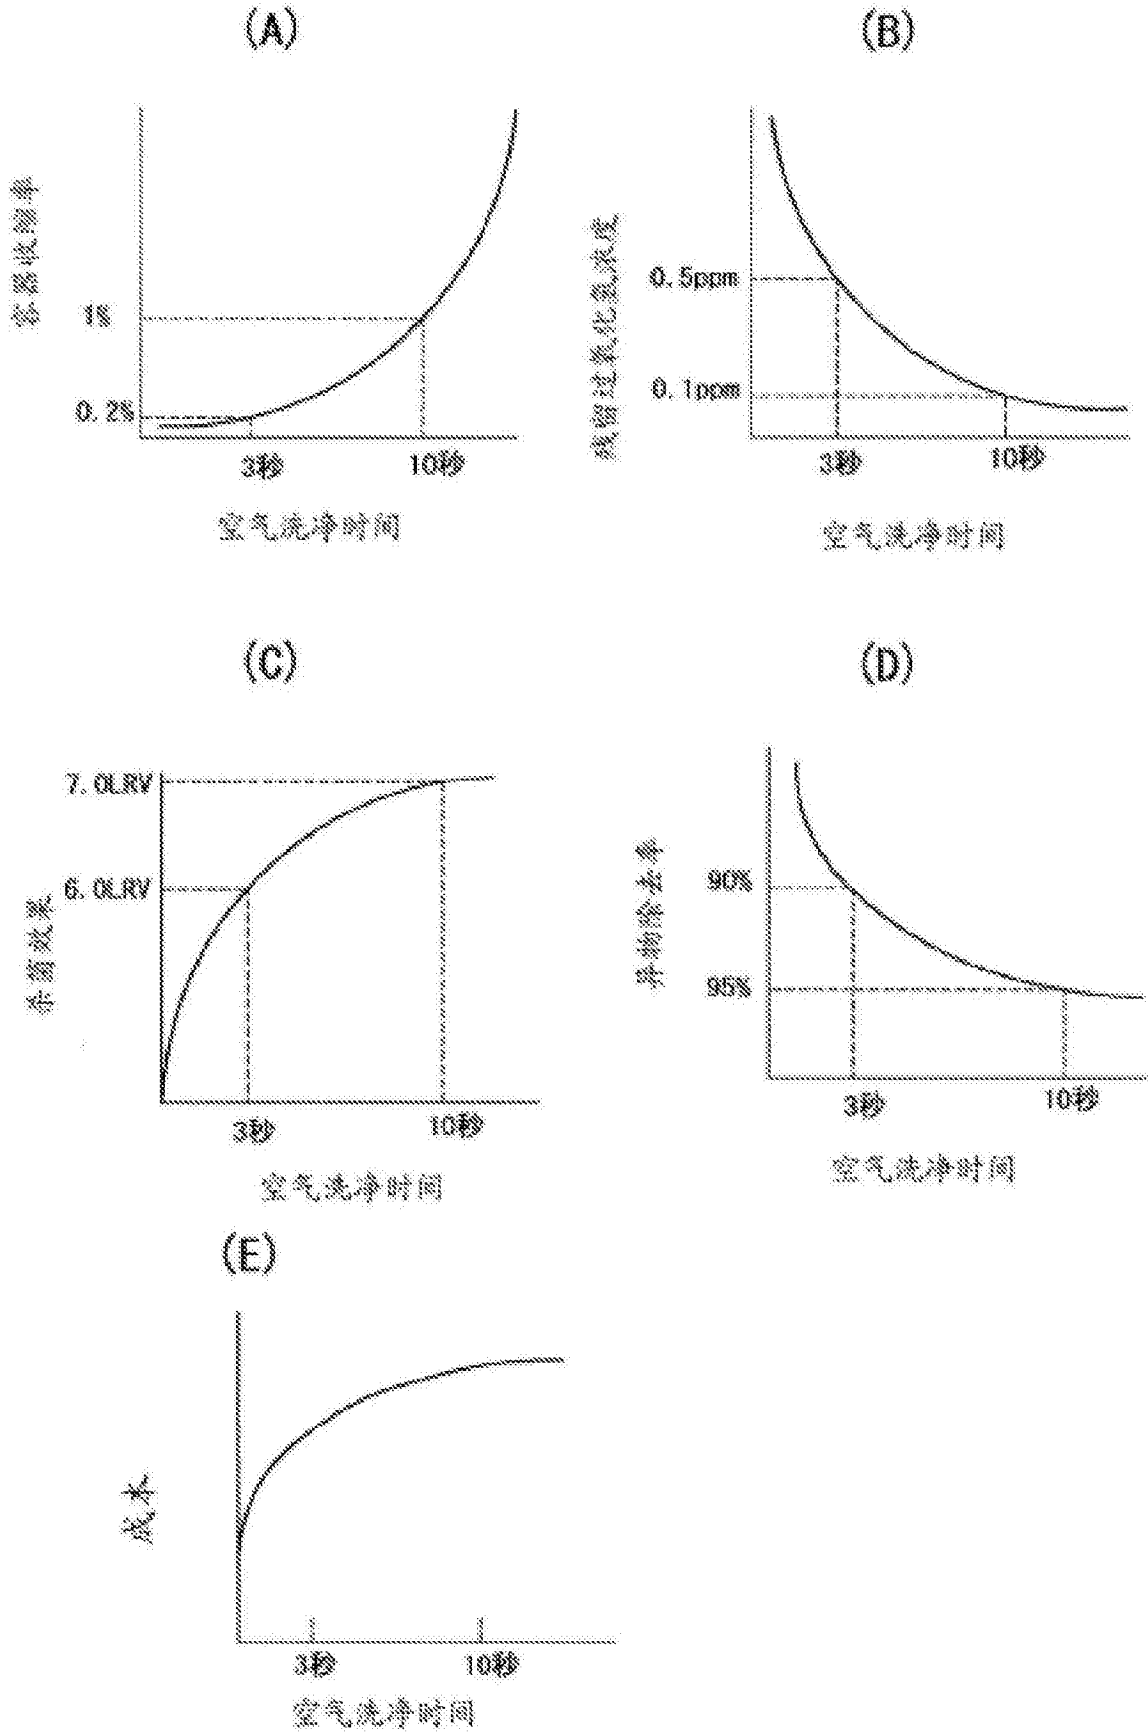 (A)
容器收缩率
1%
0.2%
3秒
10秒
空气洗净时间
(B)
残留过氧化氢浓度
0.5ppm
0.1ppm
3秒
10秒
空气洗净时间
(C)
杀菌效果
7.0LRV
6.0LRV
3秒
10秒
空气洗净时间
(D)
异物除去率
90%
95%
3秒
10秒
空气洗净时间
(E)
成本
3秒
10秒
空气洗净时间